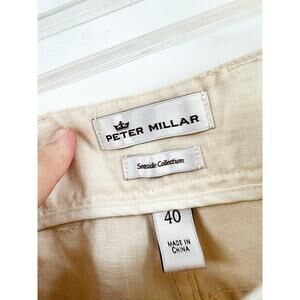 PETER MILLAR
Seaside Collection
40
MADE IN
CHINA